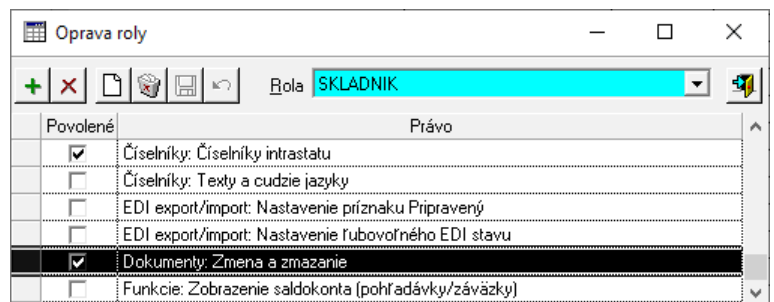 Oprava roly
Rola SKLADNIK
Povolené Právo
Číselníky: Číselníky intrastatu
Číselníky: Texty a cudzie jazyky
EDI export/import: Nastavenie príznaku Pripravený
EDI export/import: Nastavenie ľubovoľného EDI stavu
Dokumenty: Zmena a zmazanie
Funkcie: Zobrazenie saldokonta (pohľadávky/záväzky)